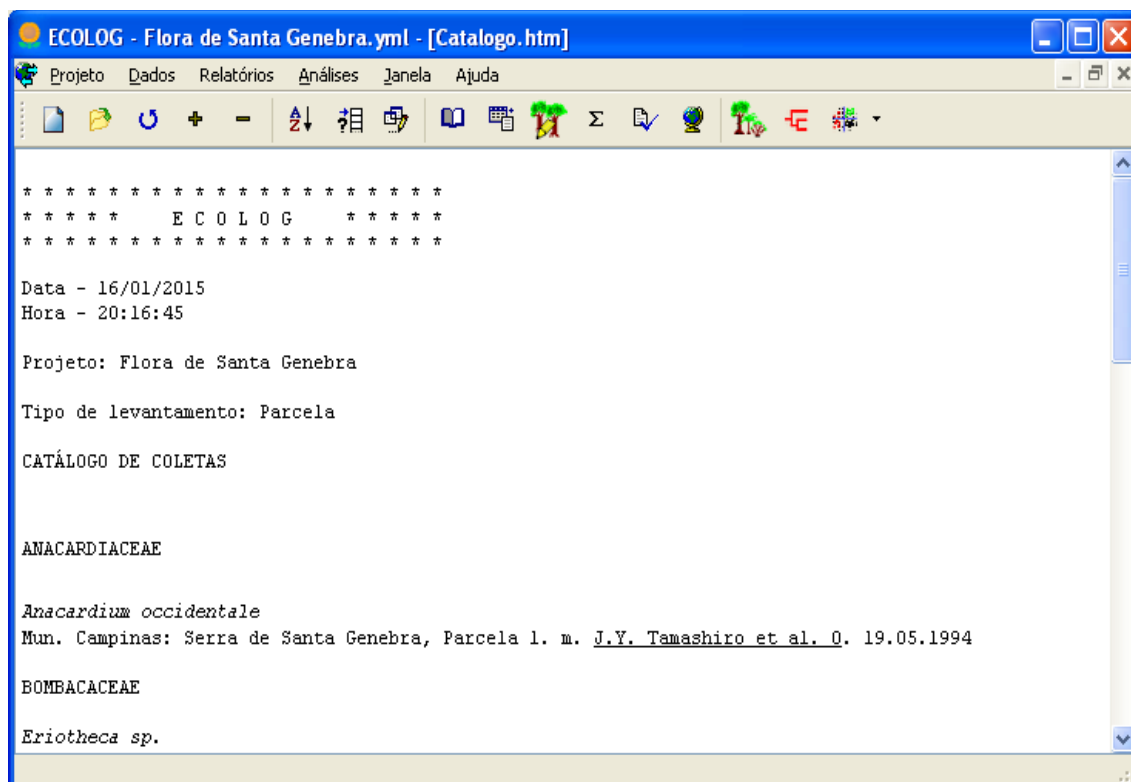 ECOLOG - Flora de Santa Genebra.yml - [Catalogo.htm]
Projeto Dados Relatórios Análises Janela Ajuda
* * * * * * * * * * * * * * * * * * * *
* * * * * E C O L O G * * * * *
* * * * * * * * * * * * * * * * * * * *
Data - 16/01/2015
Hora - 20:16:45
Projeto: Flora de Santa Genebra
Tipo de levantamento: Parcela
CATÁLOGO DE COLETAS
ANACARDIACEAE
Anacardium occidentale
Mun. Campinas: Serra de Santa Genebra, Parcela 1. m. J.Y. Tamashiro et al. 0. 19.05.1994
BOMBACACEAE
Eriotheca sp.